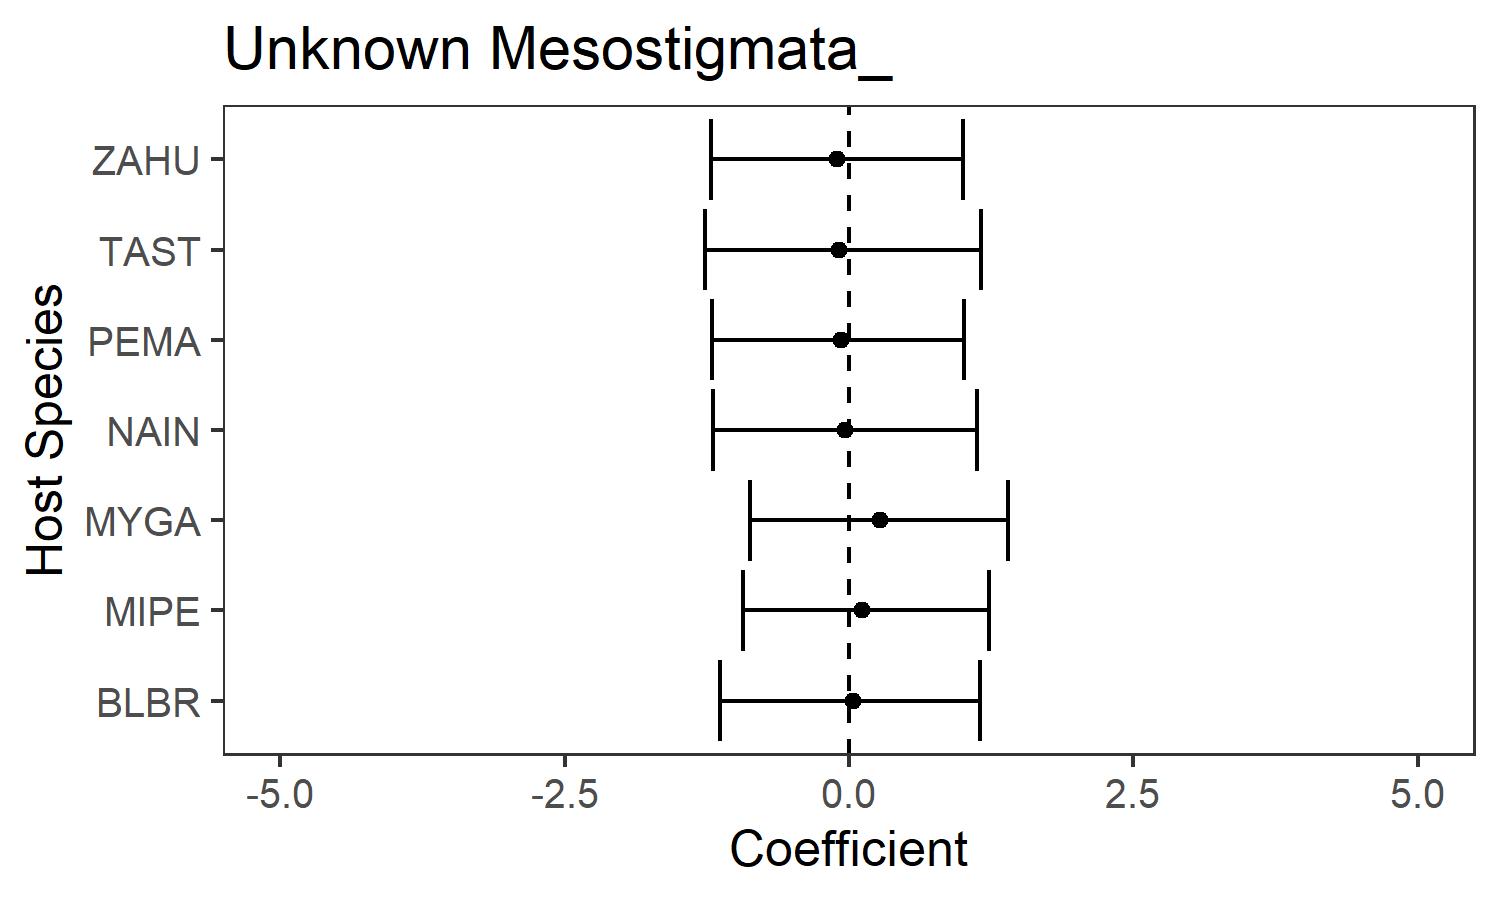 Unknown Mesostigmata_
Host Species
ZAHU
TAST
PEMA
NAIN
MYGA
MIPE
BLBR
-5.0 -2.5 0.0 2.5 5.0
Coefficient